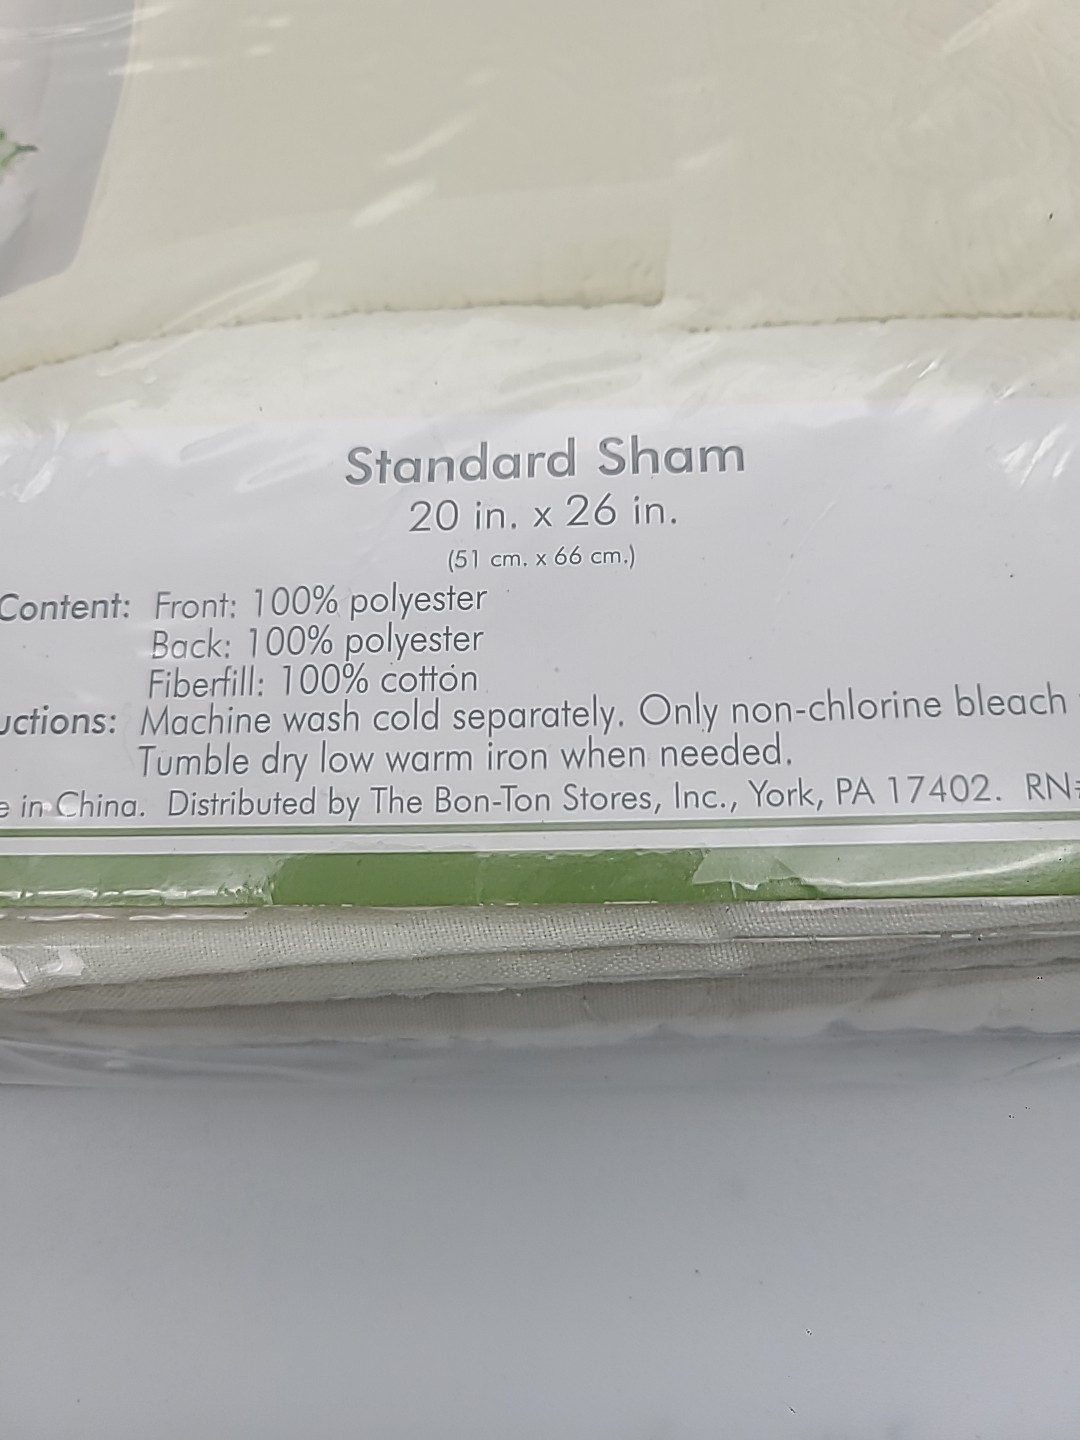 Standard Sham
20 in. x 26 in.
(51 cm. x 66 cm.)
Content: Front: 100% polyester
Back: 100% polyester
Fiberfill: 100% cotton
uctions: Machine wash cold separately. Only non-chlorine bleach
Tumble dry low warm iron when needed.
e in China. Distributed by The Bon-Ton Stores, Inc., York, PA 17402. RN#